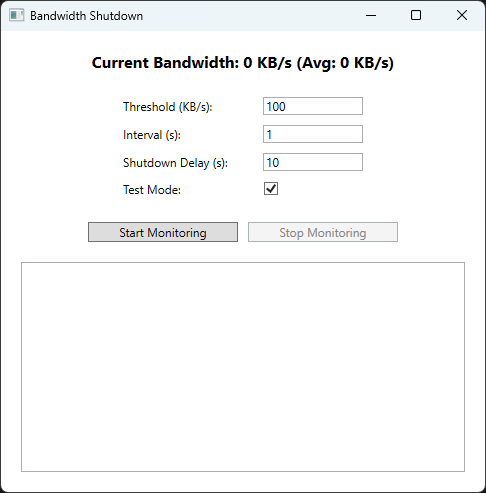 Bandwidth Shutdown
Current Bandwidth: 0 KB/s (Avg: 0 KB/s)
Threshold (KB/s): 100
Interval (s): 1
Shutdown Delay (s): 10
Test Mode:
Start Monitoring Stop Monitoring